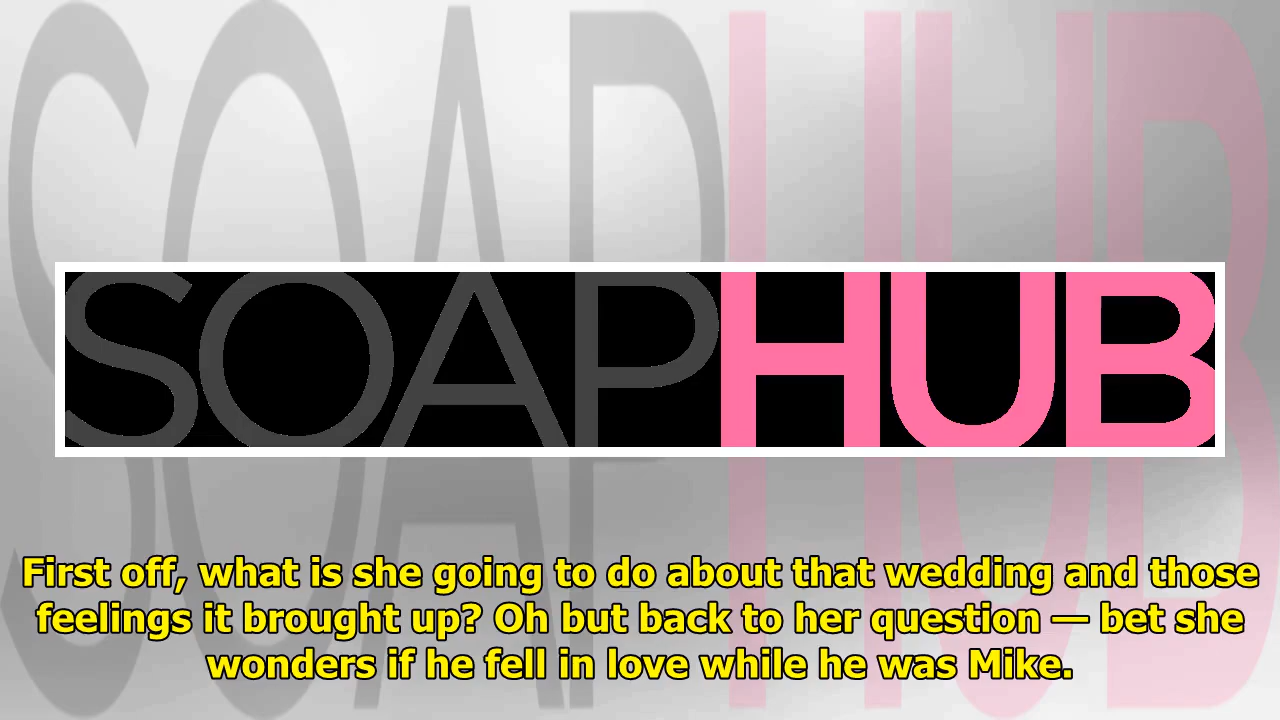 SOAPHUB
SOAPHUB
First off, what is she going to do about that wedding and those
feelings it brought up? Oh but back to her question — bet she
wonders if he fell in love while he was Mike.